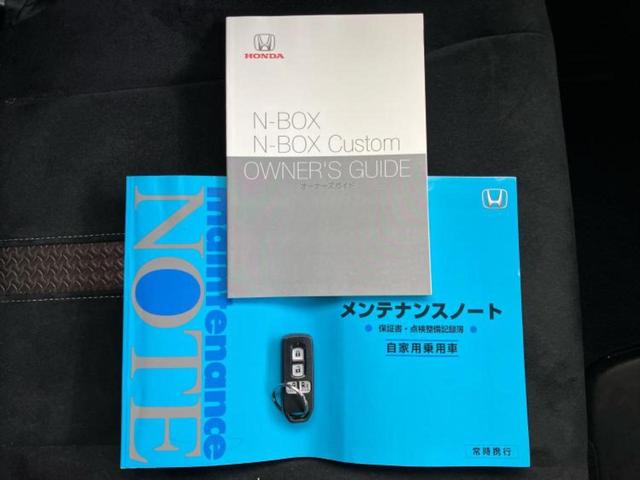 HONDA
N-BOX
N-BOX Custom
OWNER'S GUIDE
オーナーズガイド
maintenance
NOTE
メンテナンスノート
● 保証書・点検整備記録簿 ●
自家用乗用車
常時携行